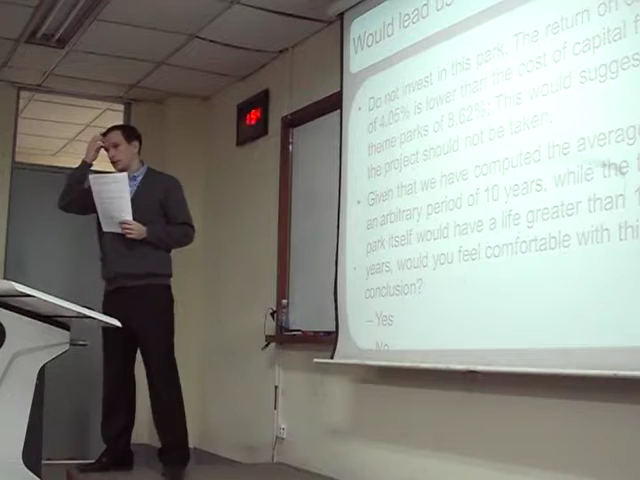 Would lead us
• Do not invest in this park. The return on
of 4.05% is lower than the cost of capital f
theme parks of 8.62%; This would sugges
the project should not be taken.
• Given that we have computed the averag
an arbitrary period of 10 years, while the
park itself would have a life greater than 1
years, would you feel comfortable with thi
conclusion?
– Yes
– No